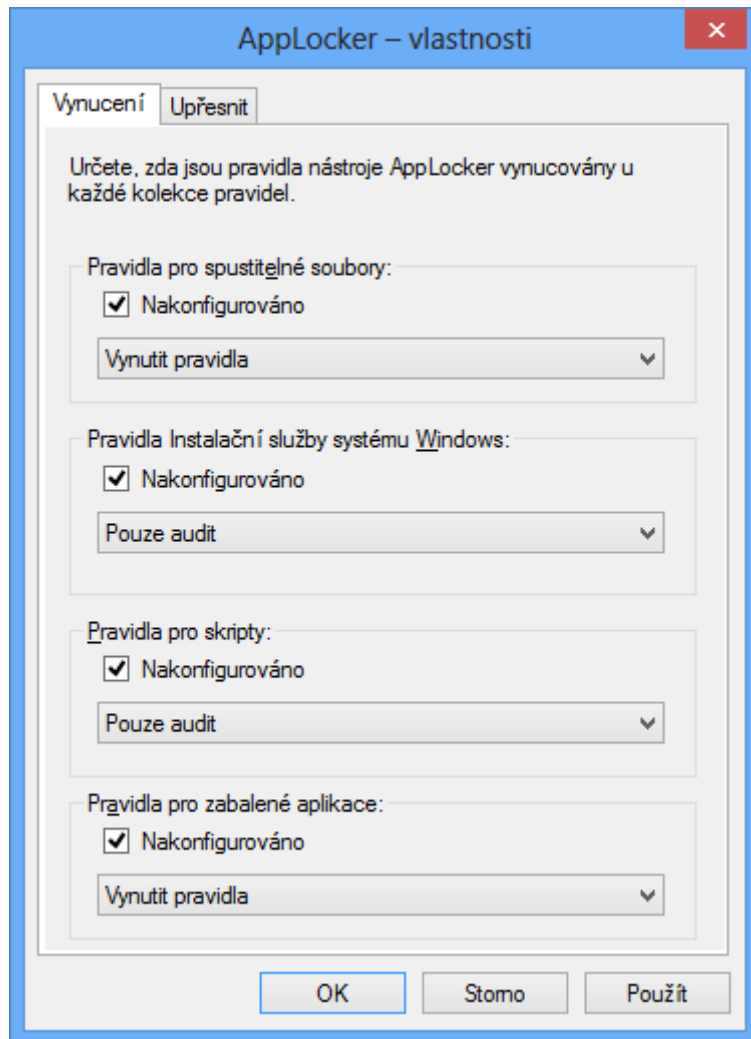 AppLocker – vlastnosti
Vynucení
Upřesnit
Určete, zda jsou pravidla nástroje AppLocker vynucovány u
každé kolekce pravidel.
Pravidla pro spustitelné soubory:
Nakonfigurováno
Vynutit pravidla
Pravidla Instalační služby systému Windows:
Nakonfigurováno
Pouze audit
Pravidla pro skripty:
Nakonfigurováno
Pouze audit
Pravidla pro zabalené aplikace:
Nakonfigurováno
Vynutit pravidla
OK
Storno
Použít